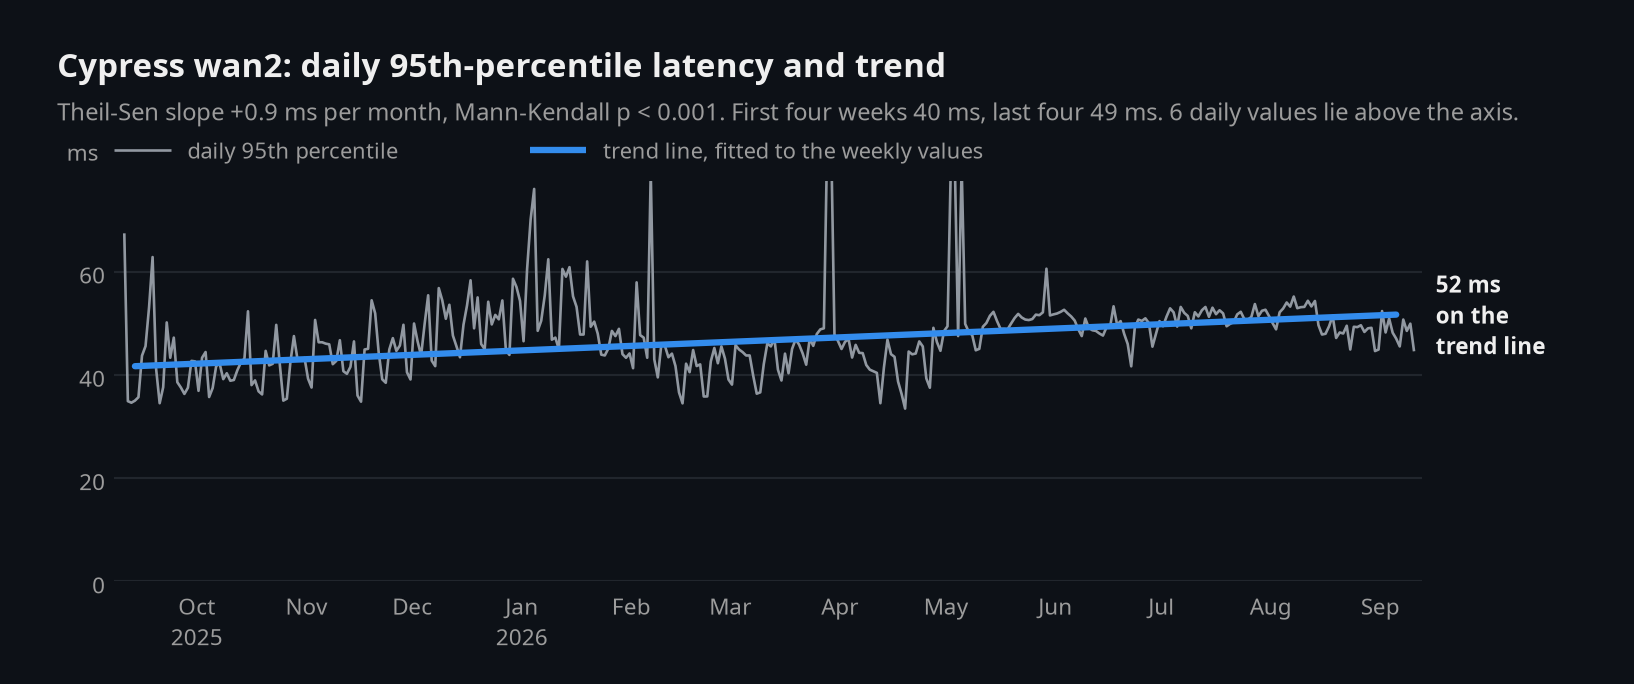 Cypress wan2: daily 95th-percentile latency and trend
Theil-Sen slope +0.9 ms per month, Mann-Kendall p < 0.001. First four weeks 40 ms, last four 49 ms. 6 daily values lie above the axis.
ms daily 95th percentile trend line, fitted to the weekly values
60
52 ms
on the
trend line
40
20
0
Oct Nov Dec Jan Feb Mar Apr May Jun Jul Aug Sep
2025 2026